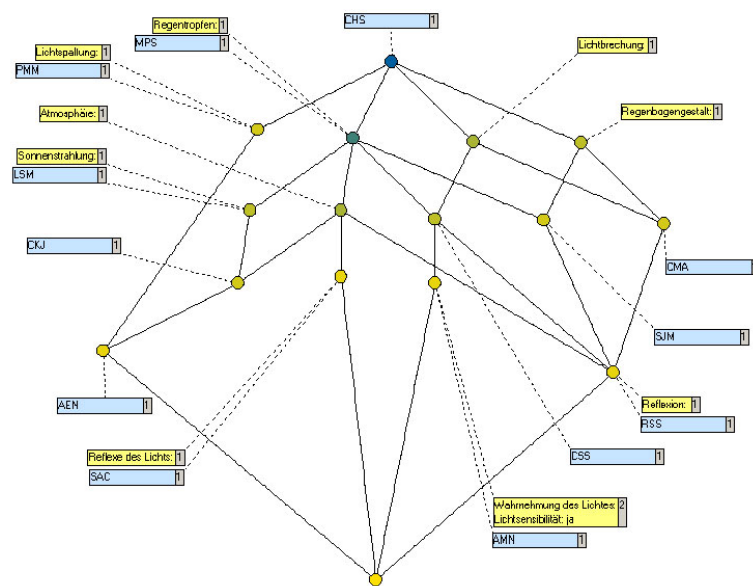 CHS 1
Regentropfen: 1
MPS 1
Lichtspaltung: 1
PMM 1
Lichtbrechung: 1
Atmosphäre: 1
Regenbogengestalt: 1
Sonnenstrahlung: 1
LSM 1
CKJ 1
CMA
SJM 1
AEN 1
Reflexion: 1
RSS 1
Reflexe des Lichts: 1
SAC 1
CSS 1
Wahrnehmung des Lichtes: 2
Lichtsensibilität: ja
AMN 1